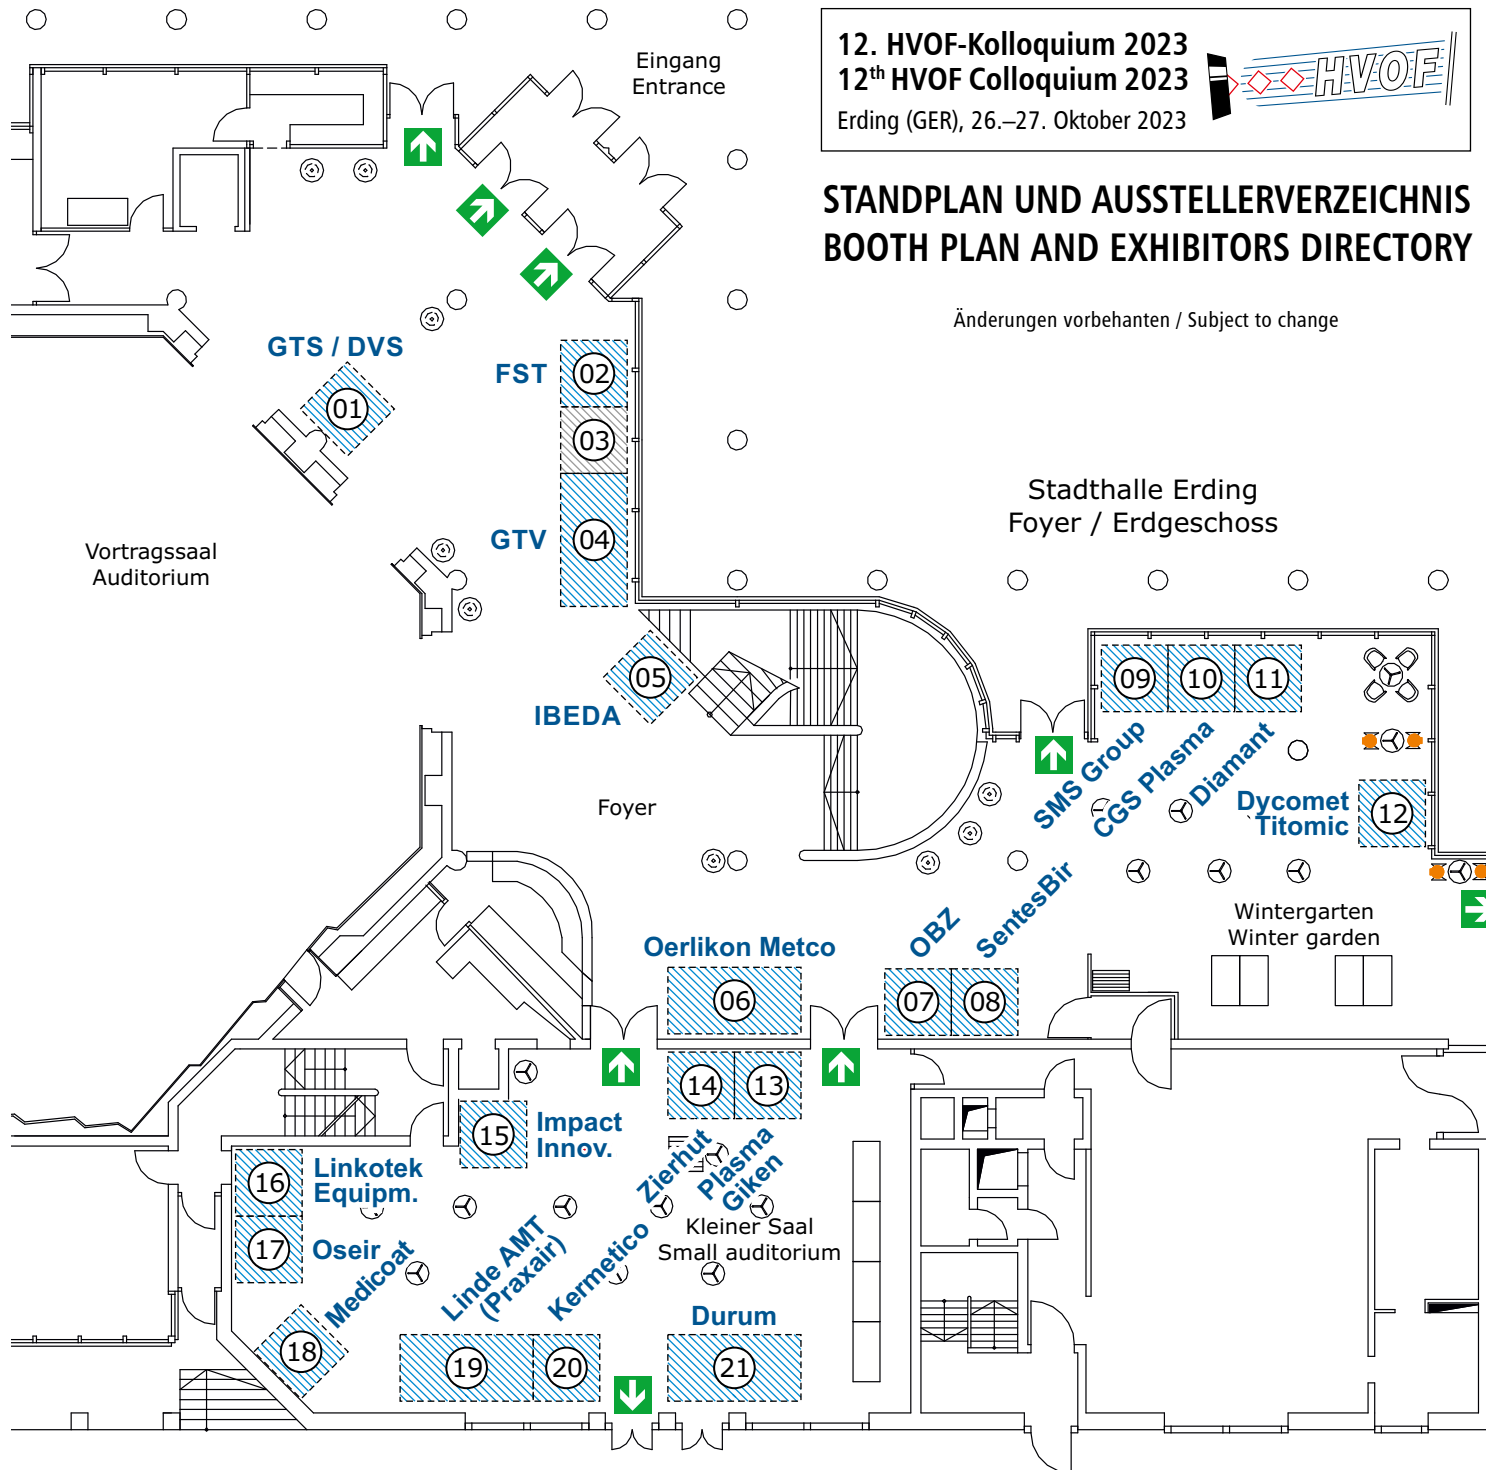 Eingang
Entrance
12. HVOF-Kolloquium 2023
12th HVOF Colloquium 2023
Erding (GER), 26.–27. Oktober 2023
HVOF
STANDPLAN UND AUSSTELLERVERZEICHNIS
BOOTH PLAN AND EXHIBITORS DIRECTORY
Änderungen vorbehanten / Subject to change
GTS / DVS
01
FST
02
03
GTV
04
Stadthalle Erding
Foyer / Erdgeschoss
Vortragssaal
Auditorium
05
IBEDA
09
10
11
SMS Group
CGS Plasma
Diamant
Dycomet
Titomic
12
Foyer
Wintergarten
Winter garden
Oerlikon Metco
06
OBZ
SentesBir
07
08
14
13
Zierhut
Plasma
Giken
15
Impact
Innov.
16
Linkotek
Equipm.
17
Oseir
Medicoat
18
Linde AMT
(Praxair)
Kermetico
Kleiner Saal
Small auditorium
Durum
19
20
21